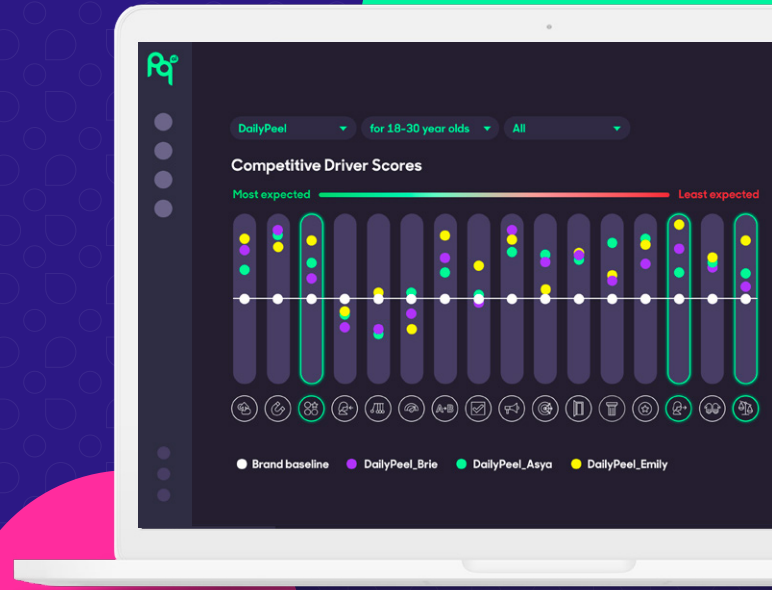 Pq
DailyPeel
for 18-30 year olds
All
Competitive Driver Scores
Most expected
Least expected
A+B
Brand baseline
DailyPeel_Brie
DailyPeel_Asya
DailyPeel_Emily